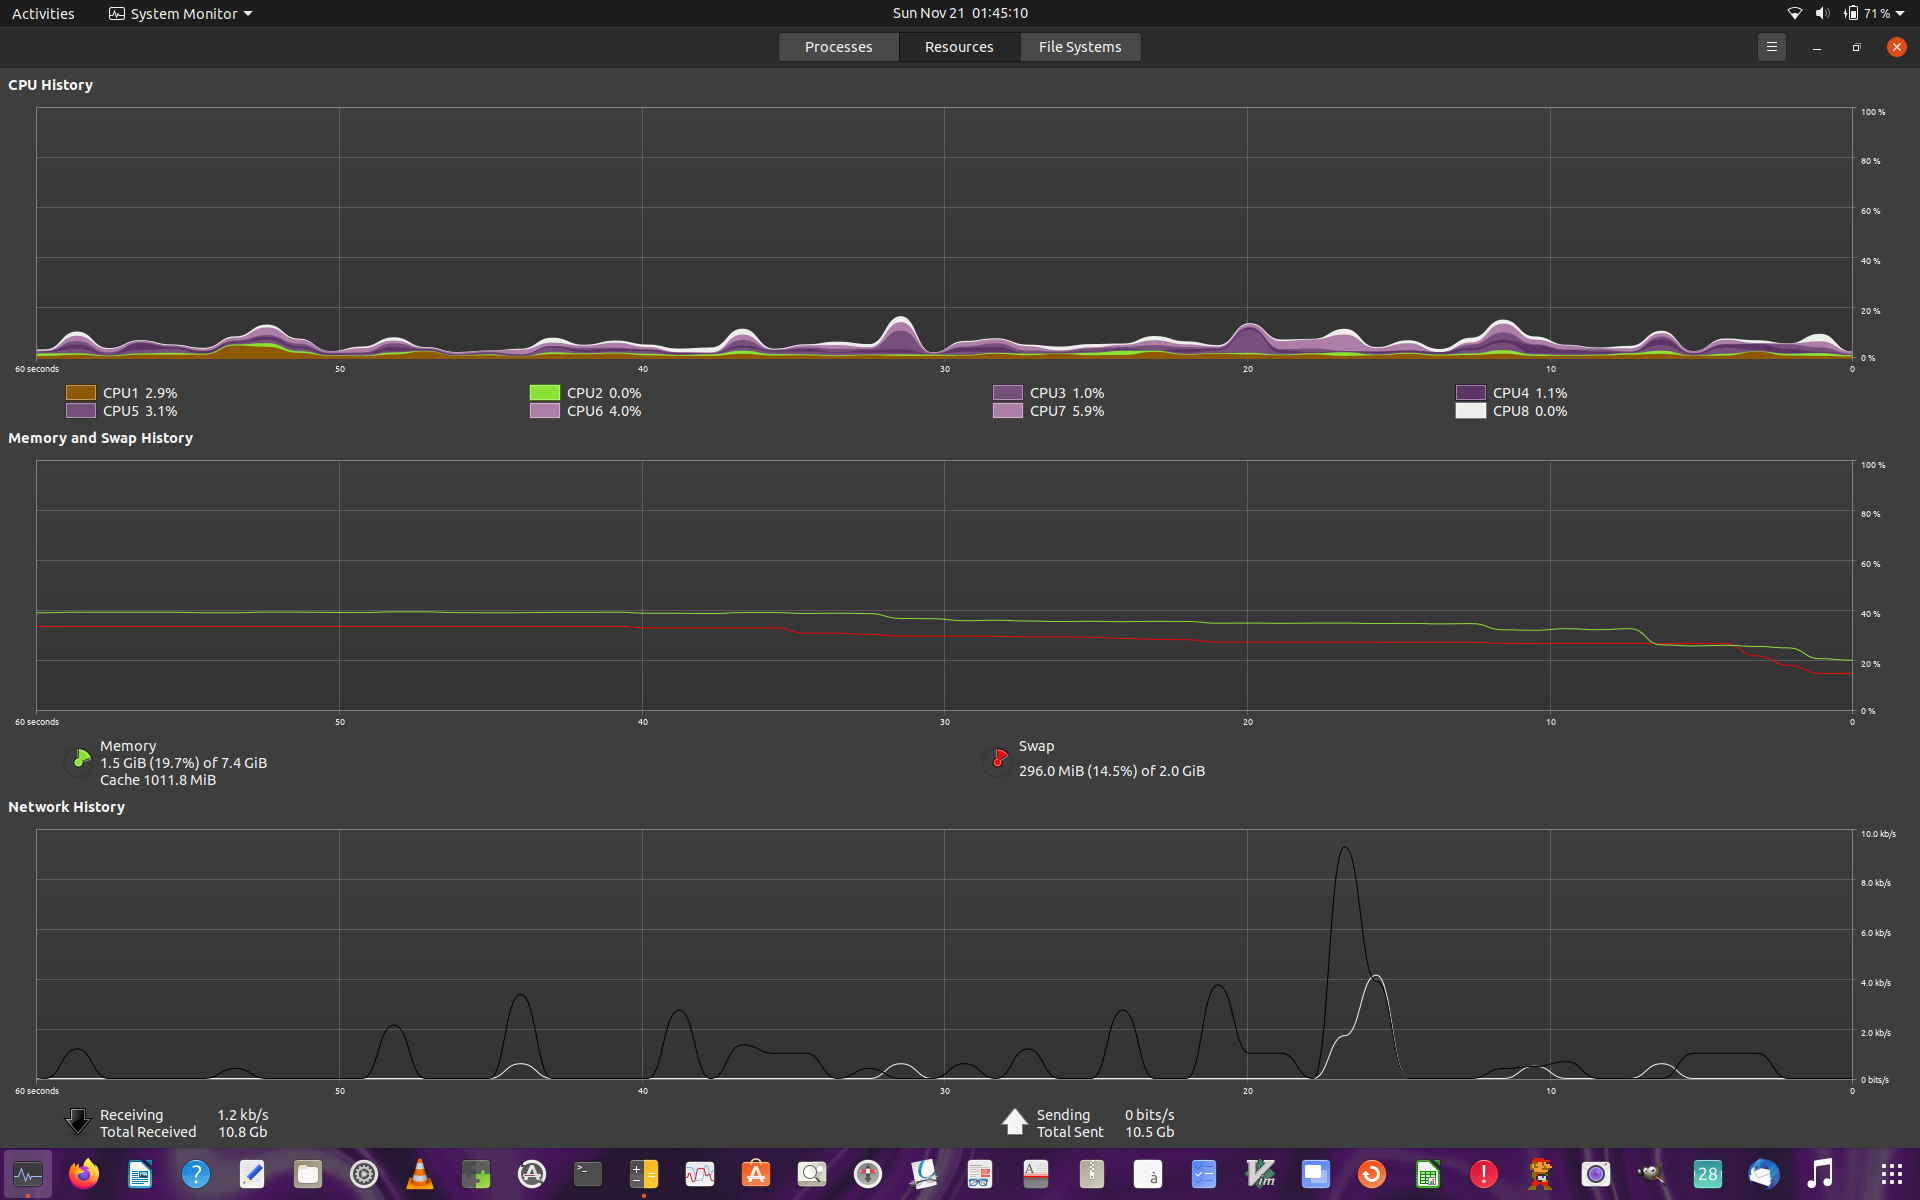 Activities System Monitor Sun Nov 21 01:45:10 71 %
Processes Resources File Systems
CPU History
100 %
80 %
60 %
40 %
20 %
0 %
60 seconds 50 40 30 20 10 0
CPU1 2.9% CPU2 0.0% CPU3 1.0% CPU4 1.1%
CPU5 3.1% CPU6 4.0% CPU7 5.9% CPU8 0.0%
Memory and Swap History
100 %
80 %
60 %
40 %
20 %
0 %
60 seconds 50 40 30 20 10 0
Memory
1.5 GiB (19.7%) of 7.4 GiB
Cache 1011.8 MiB
Swap
296.0 MiB (14.5%) of 2.0 GiB
Network History
10.0 kb/s
8.0 kb/s
6.0 kb/s
4.0 kb/s
2.0 kb/s
0 bits/s
60 seconds 50 40 30 20 10 0
Receiving 1.2 kb/s
Total Received 10.8 Gb
Sending 0 bits/s
Total Sent 10.5 Gb
28